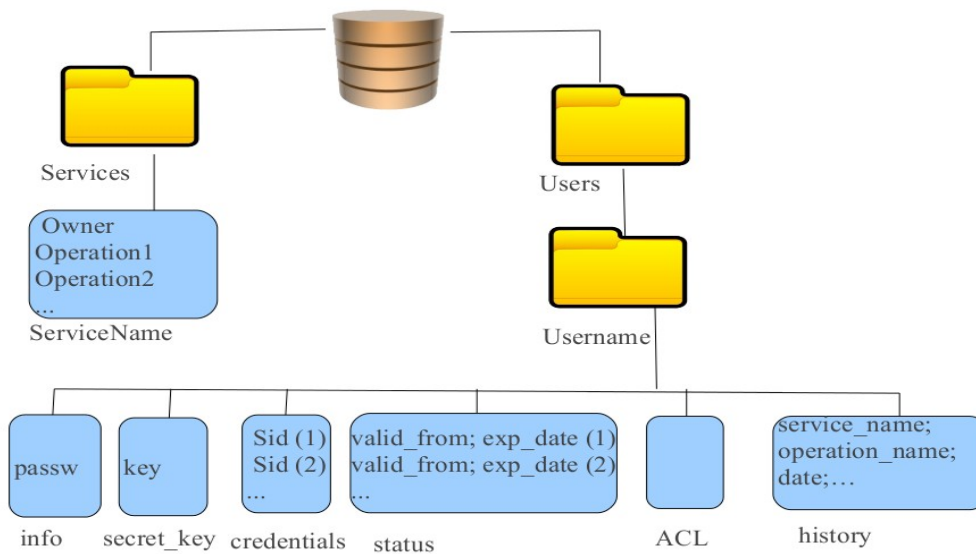 Services
Users
Owner
Operation1
Operation2
...
ServiceName
Username
passw
key
Sid (1)
Sid (2)
...
valid_from; exp_date (1)
valid_from; exp_date (2)
...
service_name;
operation_name;
date;...
info
secret_key
credentials
status
ACL
history